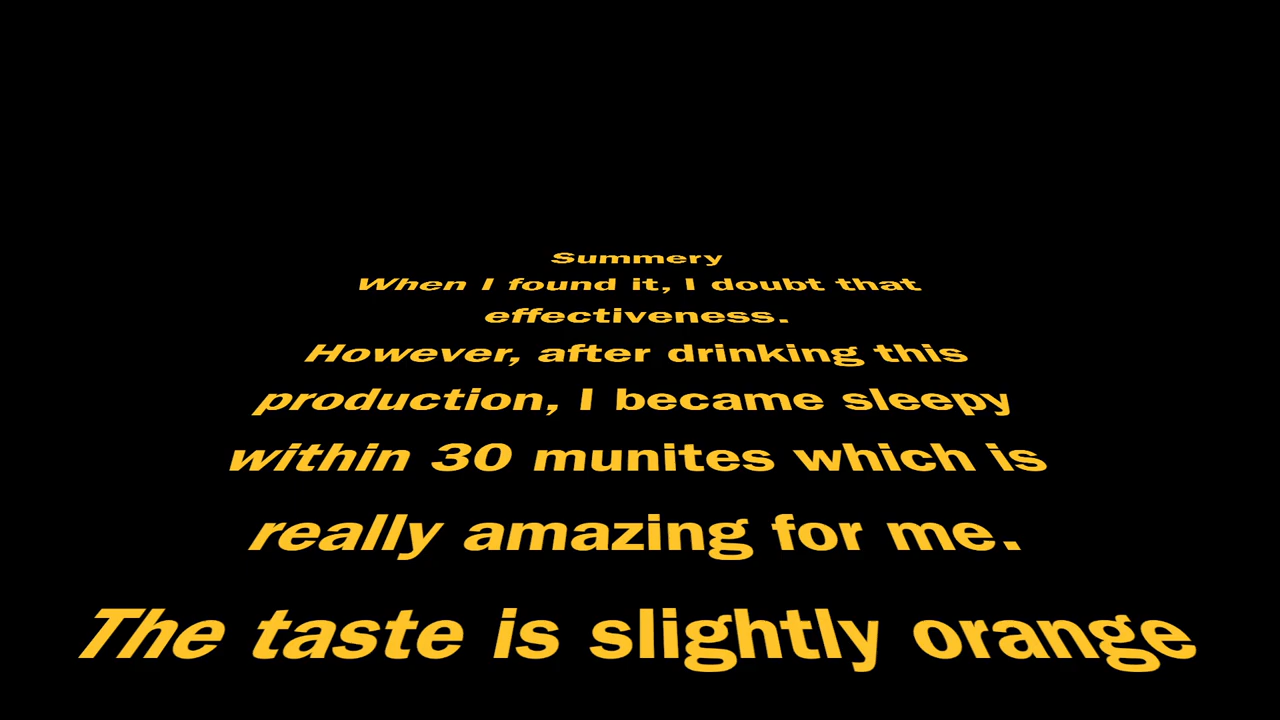 Summery
When I found it, I doubt that
effectiveness.
However, after drinking this
production, I became sleepy
within 30 munites which is
really amazing for me.
The taste is slightly orange